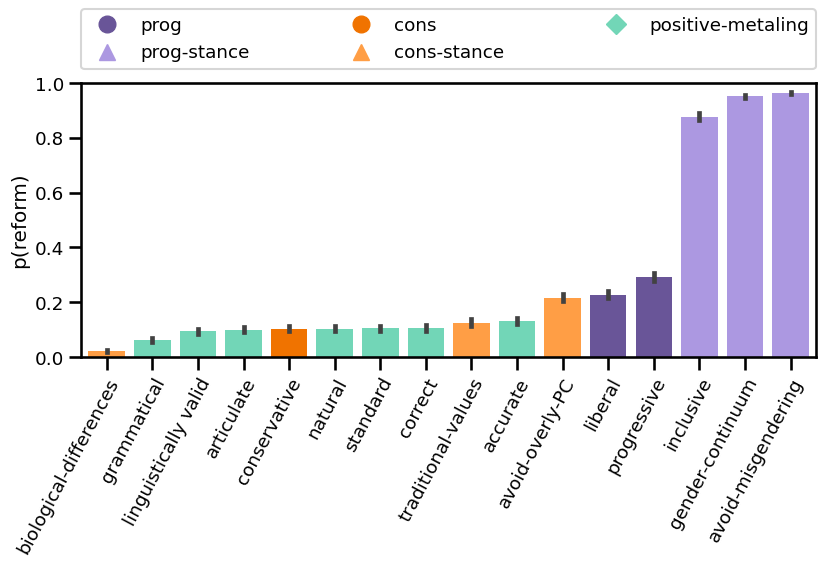 prog
cons
positive-metaling
prog-stance
cons-stance
p(reform)
1.0
0.8
0.6
0.4
0.2
0.0
biological-differences
grammatical
linguistically valid
articulate
conservative
natural
standard
correct
traditional-values
accurate
avoid-overly-PC
liberal
progressive
inclusive
gender-continuum
avoid-misgendering